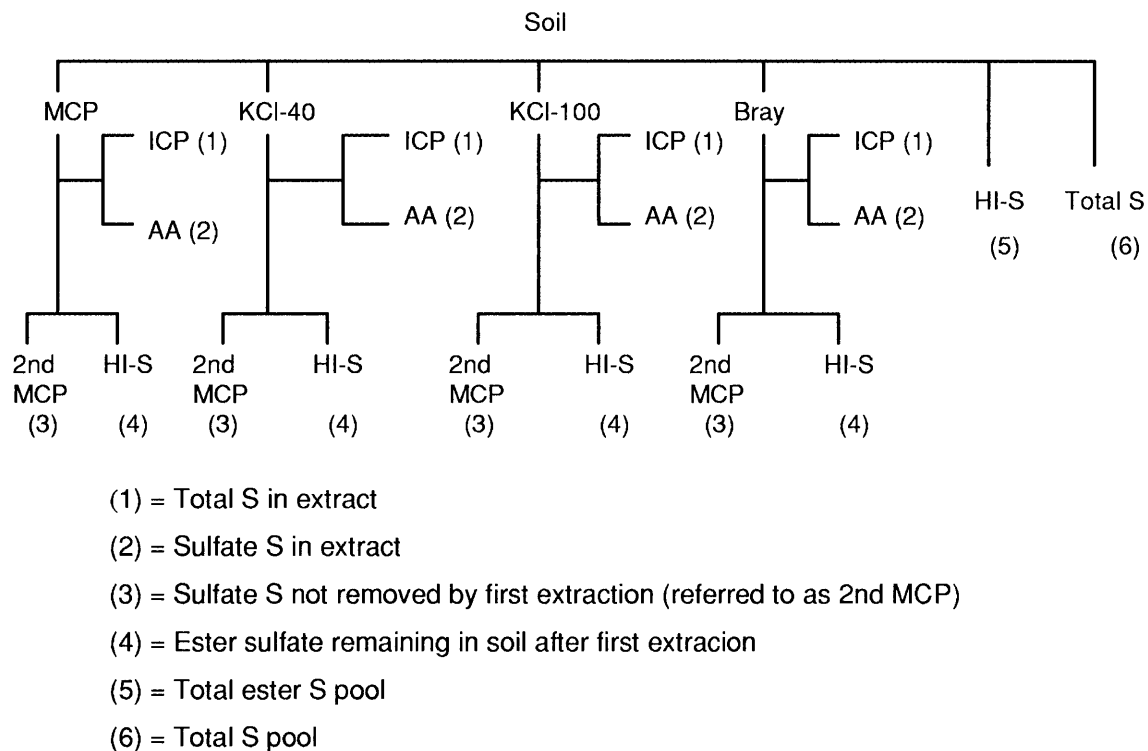 Soil
MCP KCl-40 KCl-100 Bray
ICP (1) ICP (1) ICP (1) ICP (1)
HI-S Total S
AA (2) AA (2) AA (2) AA (2)
(5) (6)
2nd HI-S 2nd HI-S 2nd HI-S 2nd HI-S
MCP MCP MCP MCP
(3) (4) (3) (4) (3) (4) (3) (4)
(1) = Total S in extract
(2) = Sulfate S in extract
(3) = Sulfate S not removed by first extraction (referred to as 2nd MCP)
(4) = Ester sulfate remaining in soil after first extracion
(5) = Total ester S pool
(6) = Total S pool